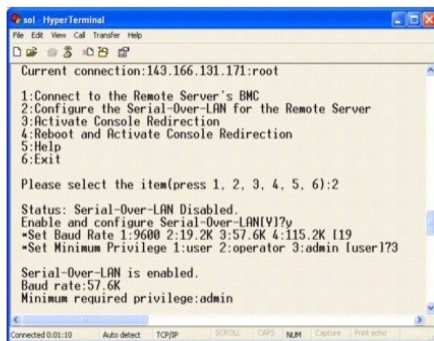 sol - HyperTerminal
File Edit View Call Transfer Help
Current connection:143.166.131.171:root
1:Connect to the Remote Server's BMC
2:Configure the Serial-Over-LAN for the Remote Server
3:Activate Console Redirection
4:Reboot and Activate Console Redirection
5:Help
6:Exit
Please select the item(press 1, 2, 3, 4, 5, 6):2
Status: Serial-Over-LAN Disabled.
Enable and configure Serial-Over-LAN[Y]?y
*Set Baud Rate 1:9600 2:19.2K 3:57.6K 4:115.2K [19
*Set Minimum Privilege 1:user 2:operator 3:admin [user]?3
Serial-Over-LAN is enabled.
Baud rate:57.6K
Minimum required privilege:admin
Connected 0:01:10 Auto detect TCP/IP SCROLL CAPS NUM Capture Print echo